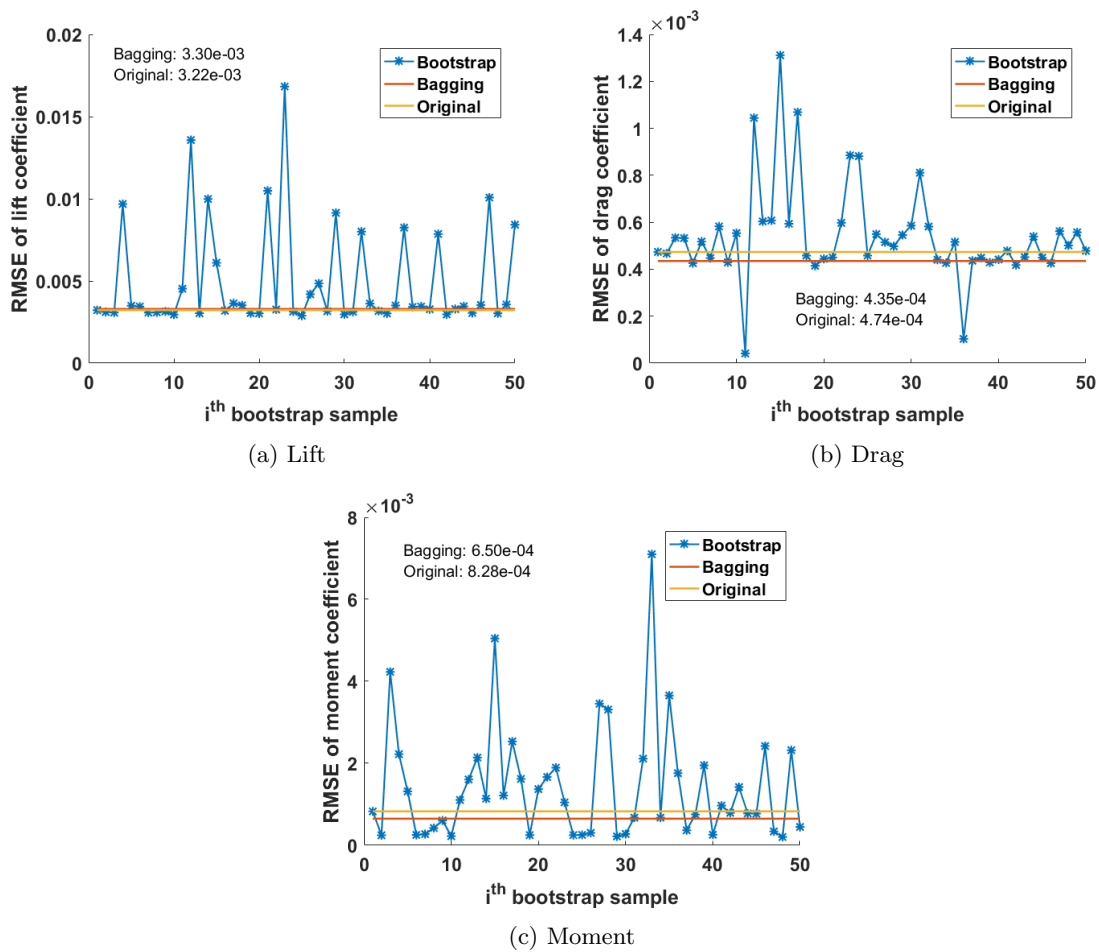 0.02
0.015
0.01
0.005
0
0 10 20 30 40 50
RMSE of lift coefficient
i^th bootstrap sample
Bagging: 3.30e-03
Original: 3.22e-03
Bootstrap
Bagging
Original
(a) Lift
×10^-3
1.4
1.2
1
0.8
0.6
0.4
0.2
0
0 10 20 30 40 50
RMSE of drag coefficient
i^th bootstrap sample
Bootstrap
Bagging
Original
Bagging: 4.35e-04
Original: 4.74e-04
(b) Drag
×10^-3
8
6
4
2
0
0 10 20 30 40 50
RMSE of moment coefficient
i^th bootstrap sample
Bagging: 6.50e-04
Original: 8.28e-04
Bootstrap
Bagging
Original
(c) Moment